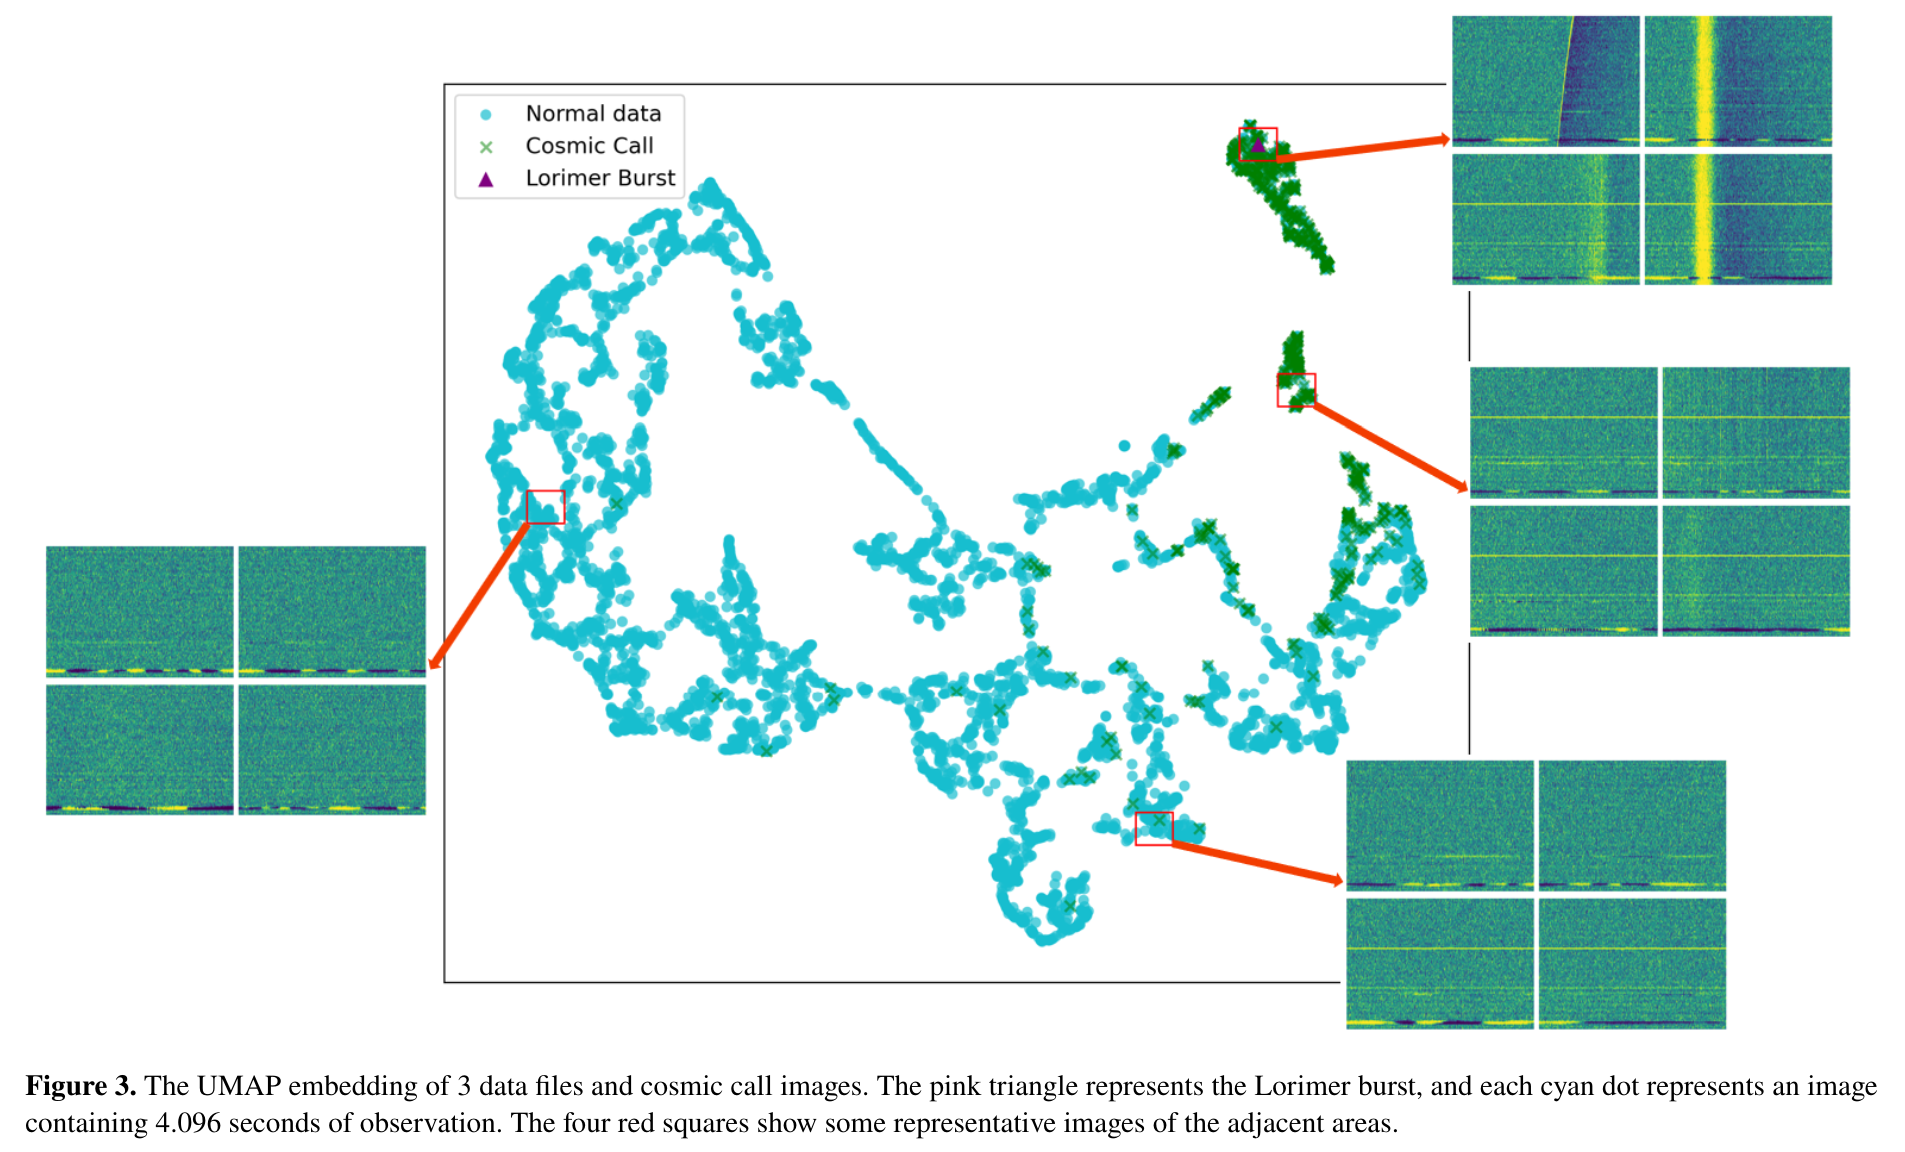 Normal data
Cosmic Call
Lorimer Burst
Figure 3. The UMAP embedding of 3 data files and cosmic call images. The pink triangle represents the Lorimer burst, and each cyan dot represents an image
containing 4.096 seconds of observation. The four red squares show some representative images of the adjacent areas.